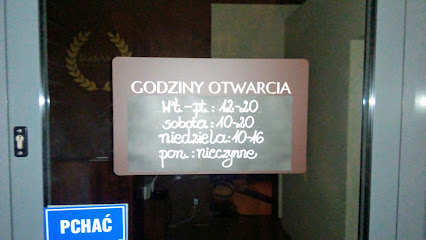 GODZINY OTWARCIA
wt.-pt.: 12-20
sobota: 10-20
niedziela: 10-16
pon.: nieczynne
PCHAĆ